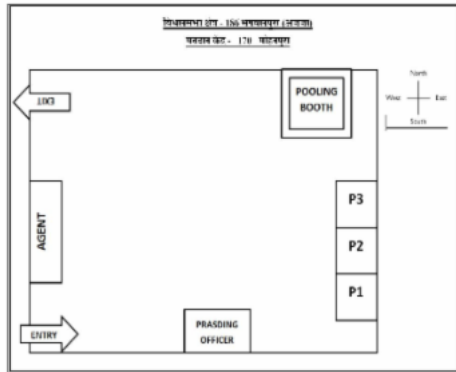 विधानसभा क्षेत्र - 186
मतदान केंद्र - 170
EXIT
POOLING
BOOTH
North
West
East
South
AGENT
P3
P2
P1
ENTRY
PRASDING
OFFICER